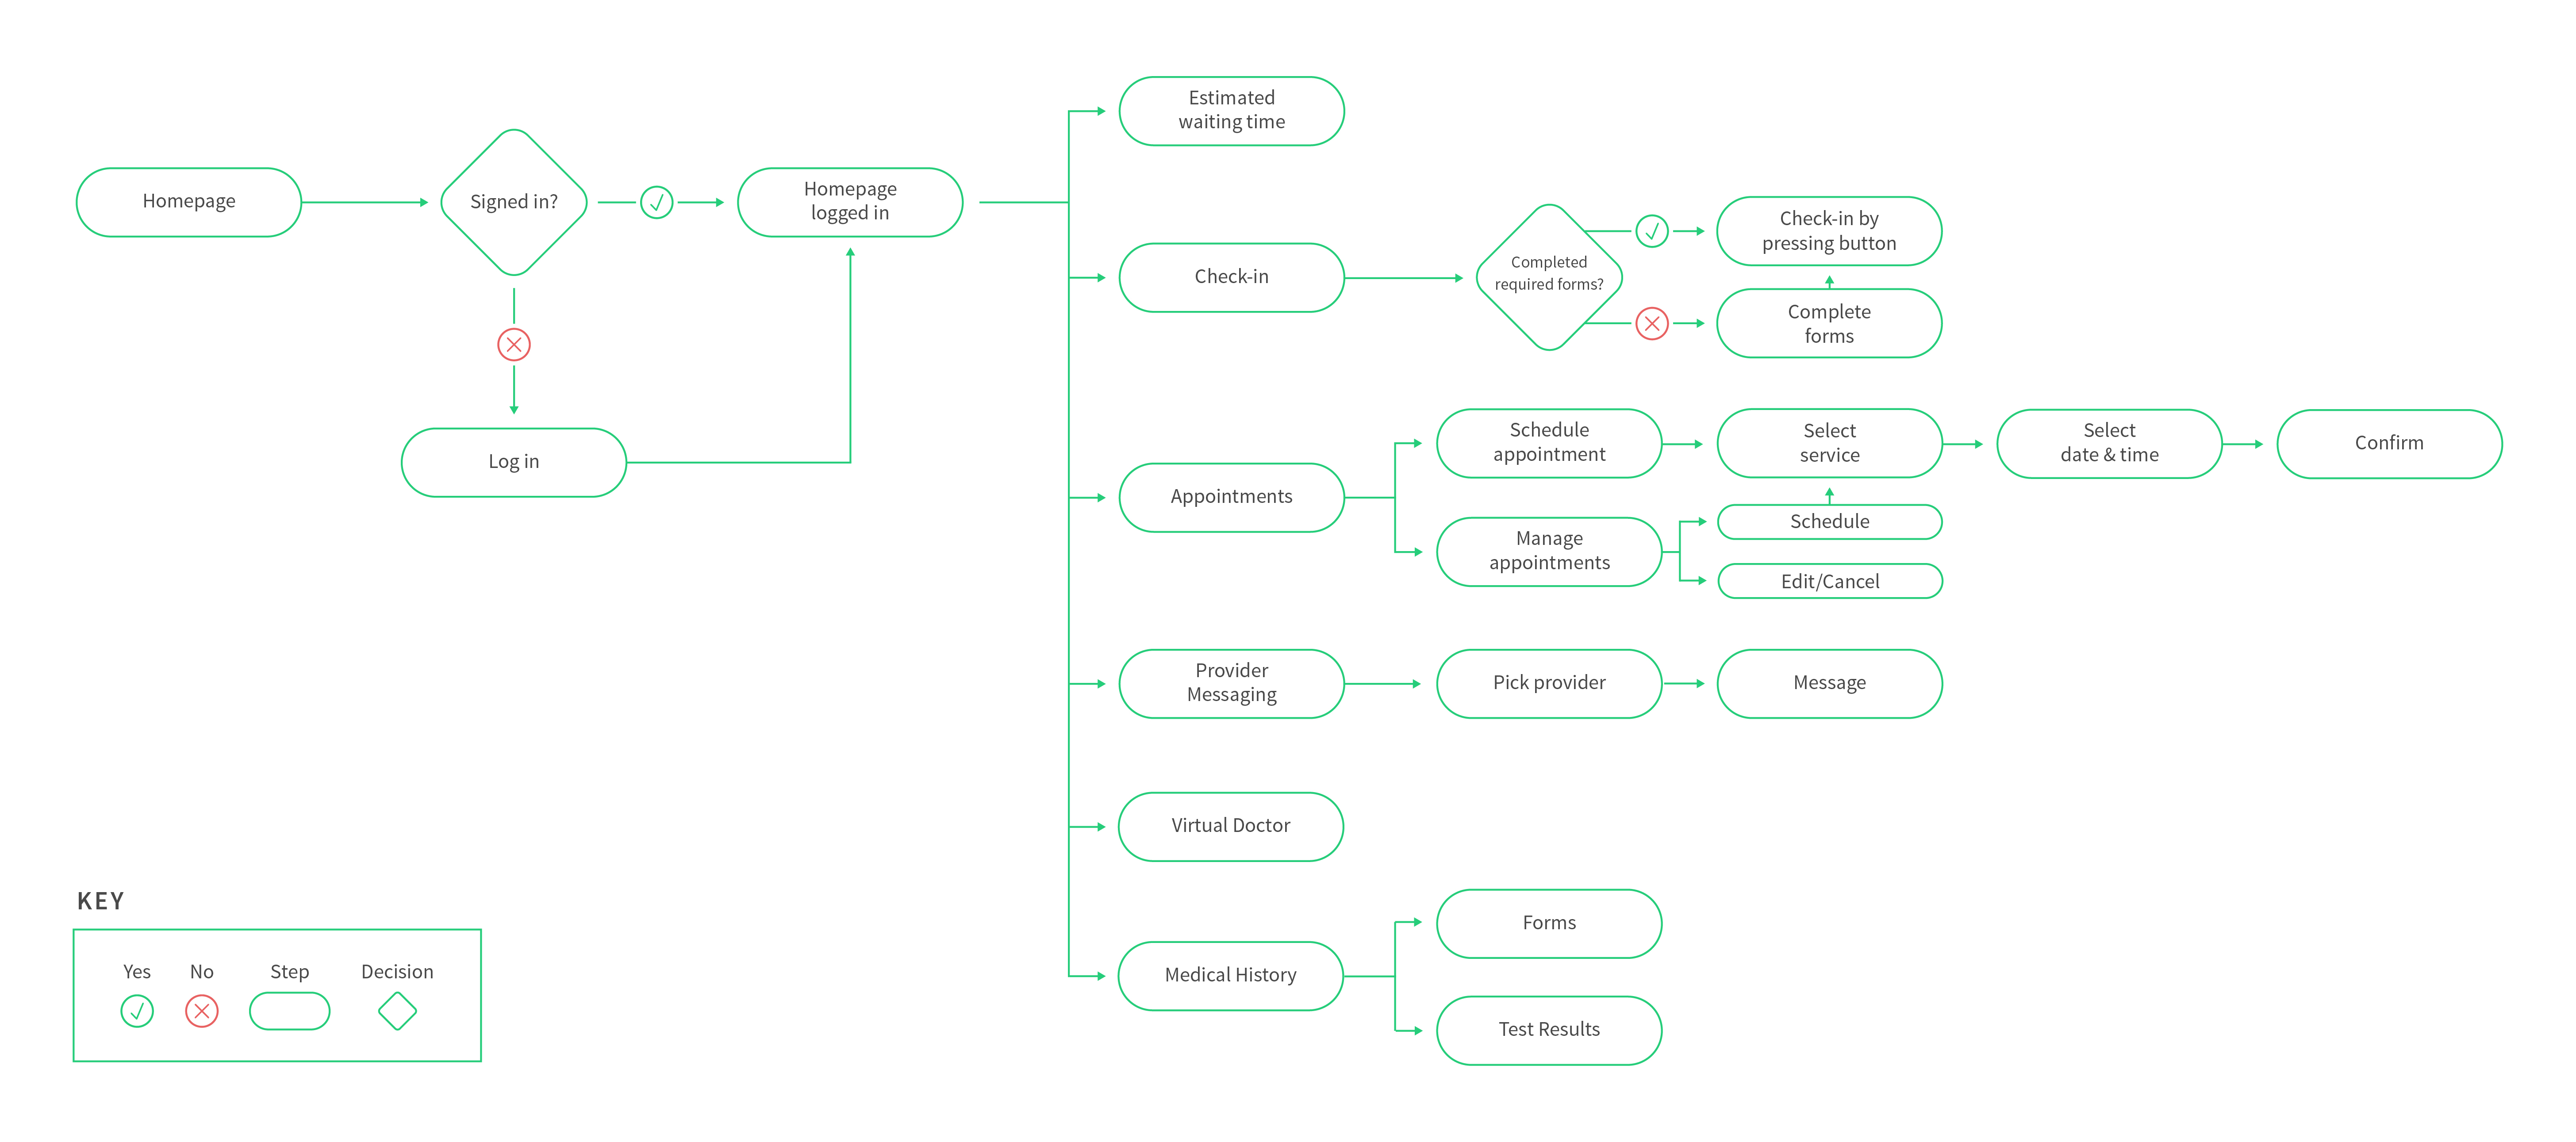 Estimated
waiting time
Homepage
Signed in?
Homepage
logged in
Check-in
Completed
required forms?
Check-in by
pressing button
Complete
forms
Log in
Appointments
Schedule
appointment
Select
service
Select
date & time
Confirm
Manage
appointments
Schedule
Edit/Cancel
Provider
Messaging
Pick provider
Message
Virtual Doctor
Medical History
Forms
Test Results
KEY
Yes
No
Step
Decision